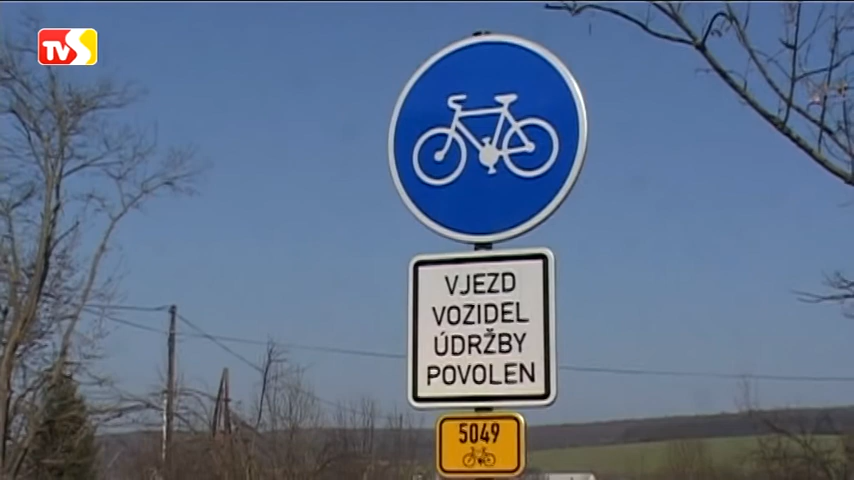 TVS
VJEZD
VOZIDEL
ÚDRŽBY
POVOLEN
5049